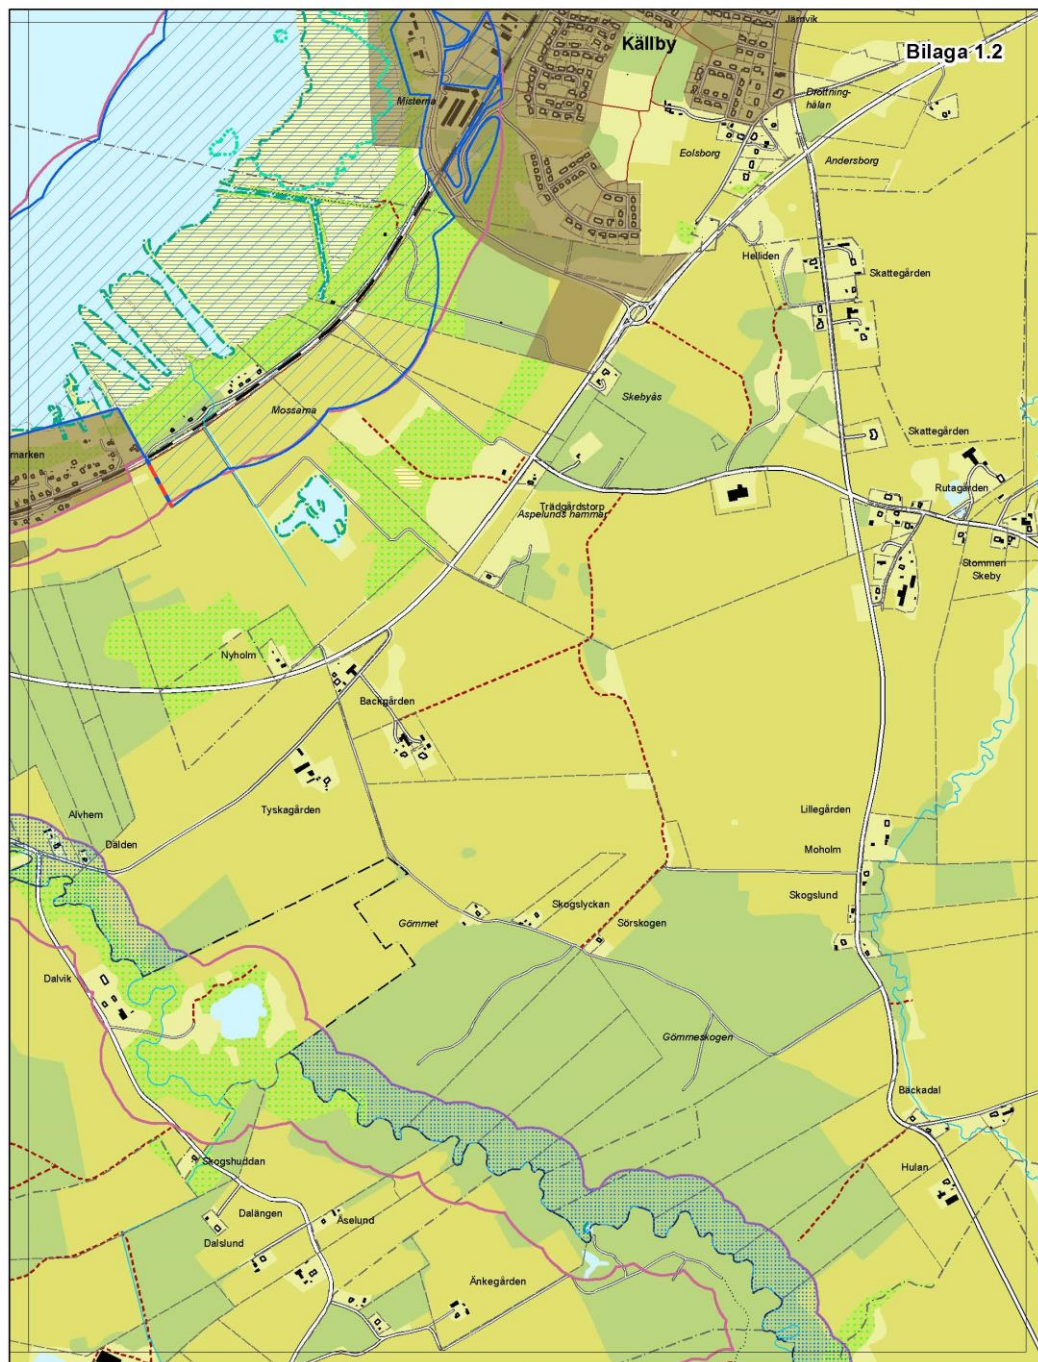 Järnvik
Källby
Bilaga 1.2
Misterna
Drottning-
hålan
Eolsborg
Andersborg
Helliden
Skattegården
Mossarna
Skebyås
marken
Skattegården
Rutagården
Trädgårdstorp
Aspelunds hammar
Stommen
Skeby
Nyholm
Backgården
Tyskagården
Lillegården
Alvhem
Dälden
Moholm
Skogslund
Skogslyckan
Gömmet
Sörskogen
Dalvik
Gömmeskogen
Bäckadal
Skogshuddan
Hulan
Dalängen
Åselund
Dalslund
Änkegården